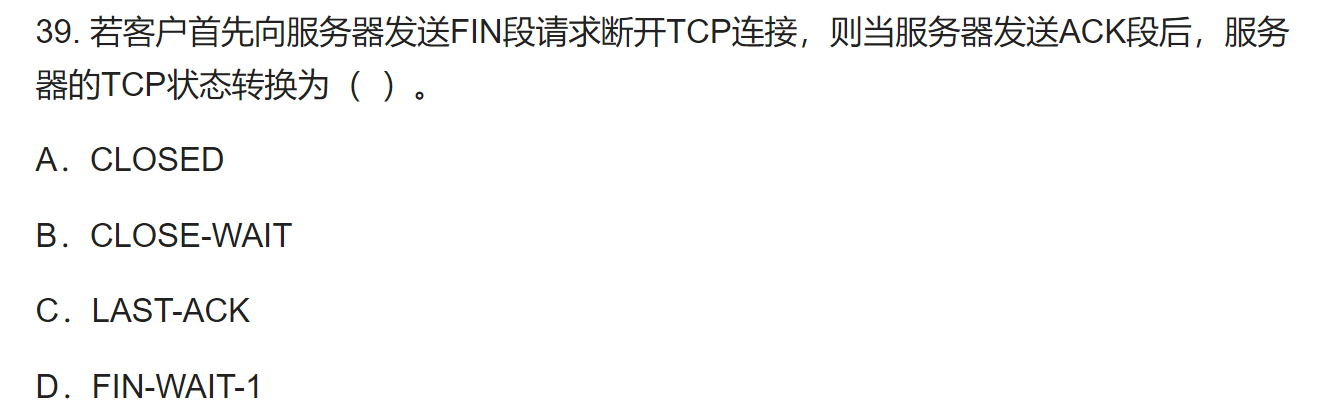 39. 若客户首先向服务器发送FIN段请求断开TCP连接，则当服务器发送ACK段后，服务
器的TCP状态转换为（ ）。
A．CLOSED
B．CLOSE-WAIT
C．LAST-ACK
D．FIN-WAIT-1